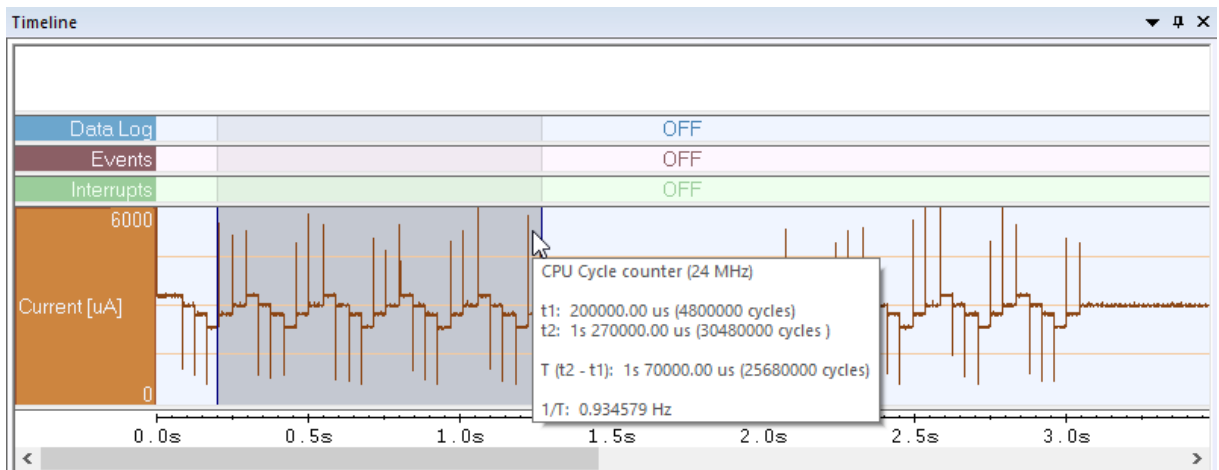 Timeline
Data Log OFF
Events OFF
Interrupts OFF
6000
Current [uA]
0
CPU Cycle counter (24 MHz)
t1: 200000.00 us (4800000 cycles)
t2: 1s 270000.00 us (30480000 cycles )
T (t2 - t1): 1s 70000.00 us (25680000 cycles)
1/T: 0.934579 Hz
0.0s 0.5s 1.0s 1.5s 2.0s 2.5s 3.0s